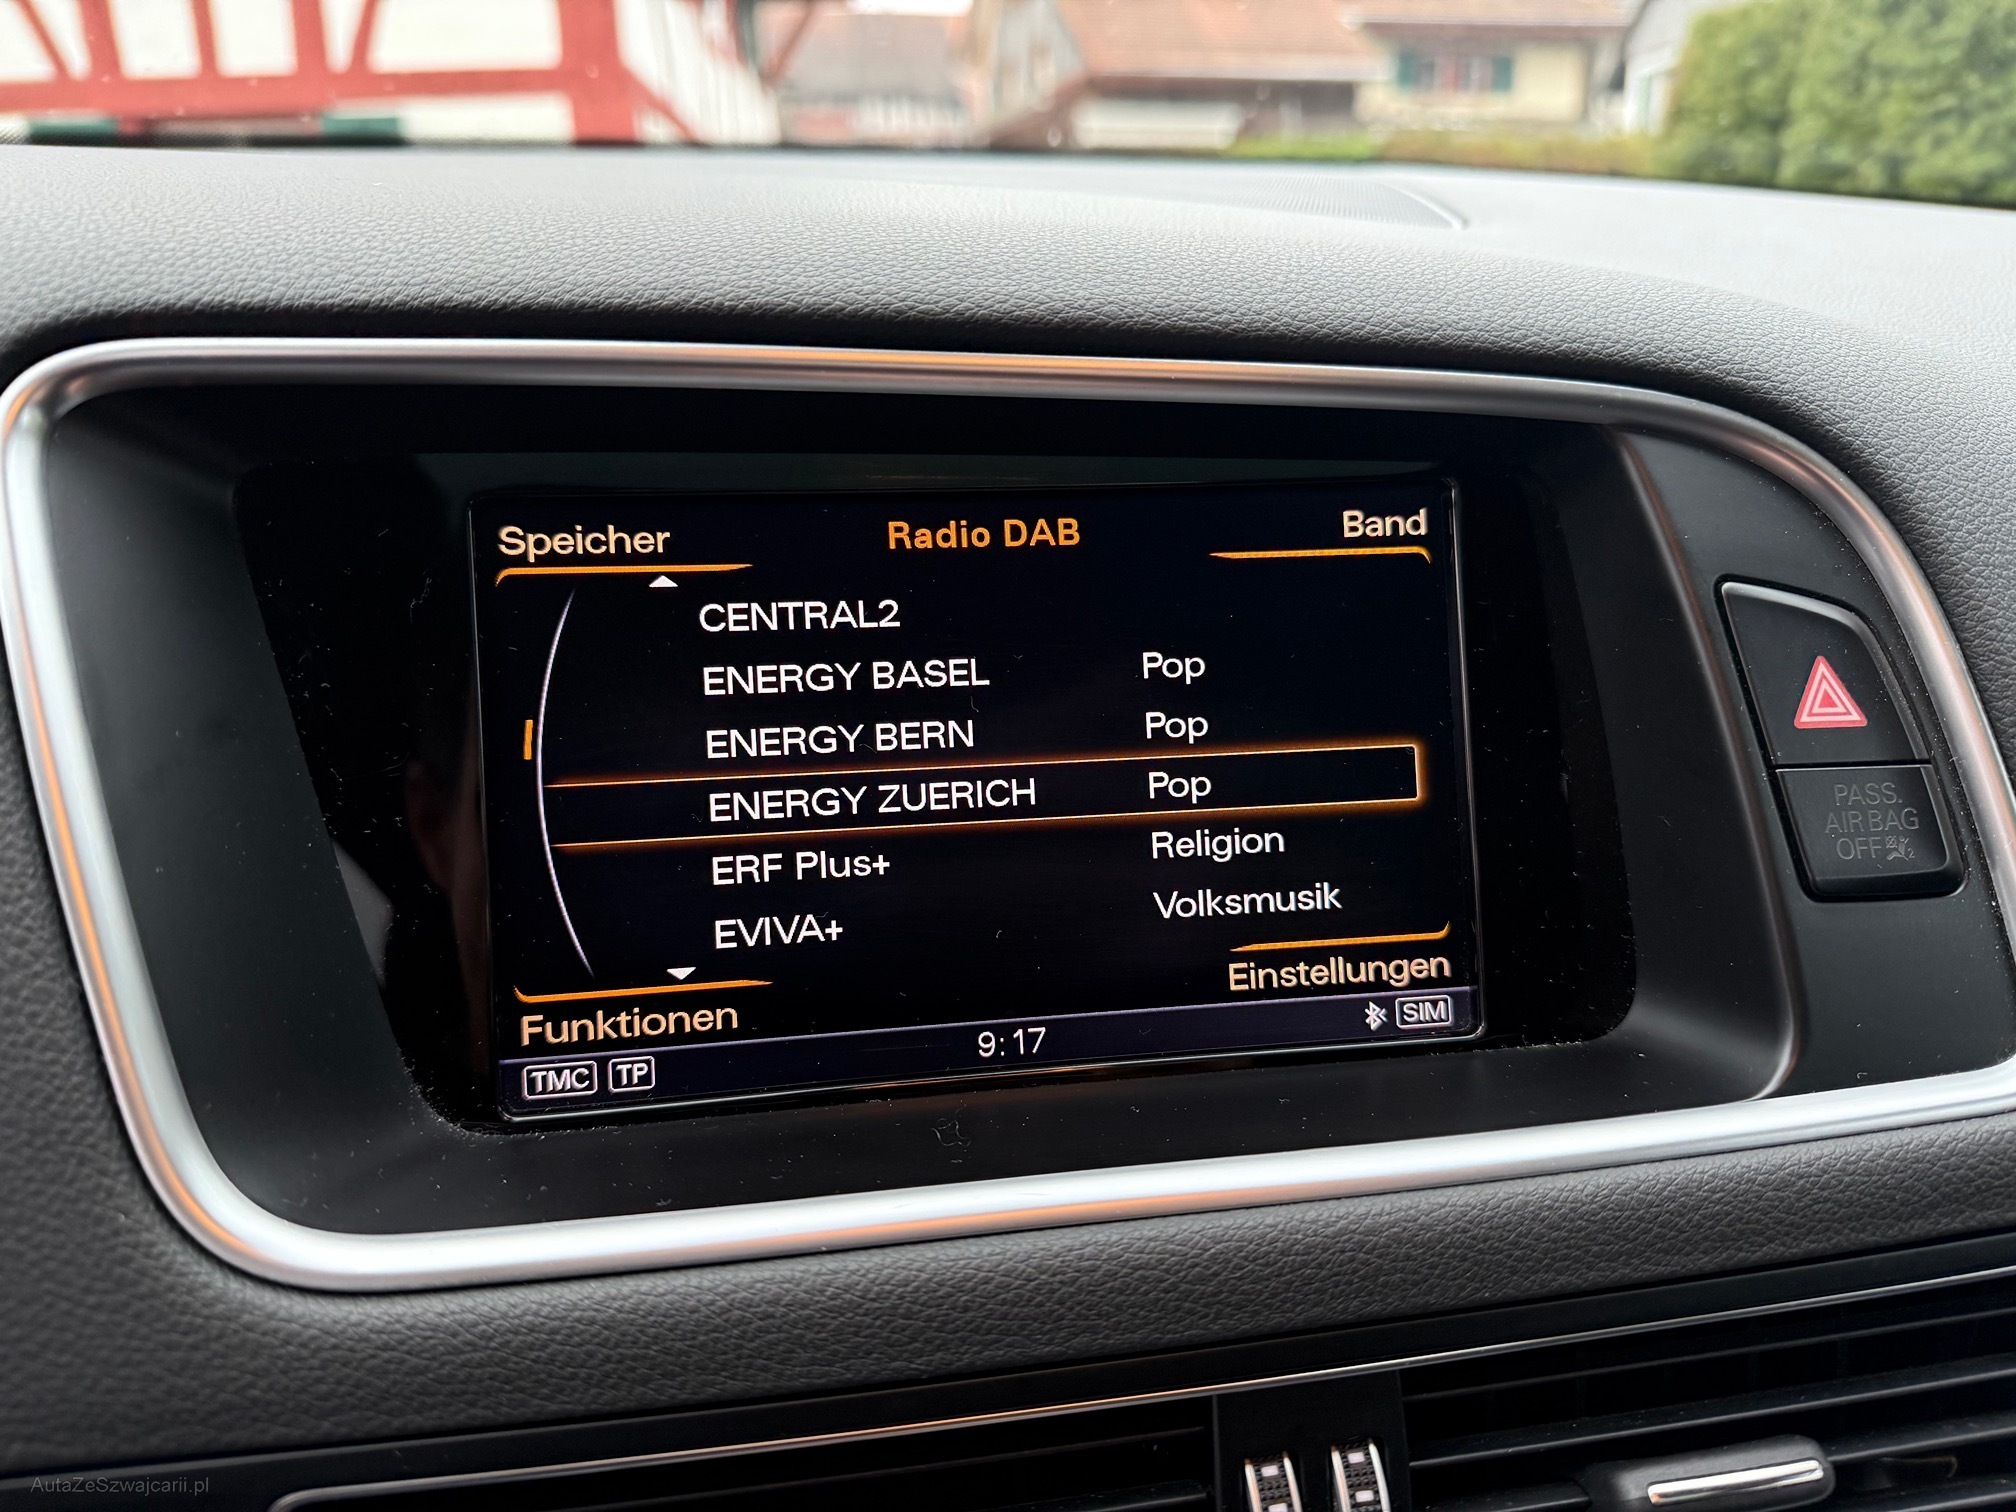 Speicher
Radio DAB
Band
CENTRAL2
ENERGY BASEL Pop
ENERGY BERN Pop
ENERGY ZUERICH Pop
ERF Plus+ Religion
EVIVA+ Volksmusik
Funktionen
Einstellungen
TMC TP
9:17
SIM
PASS.
AIR BAG
OFF
AutaZeSzwajcarii.pl